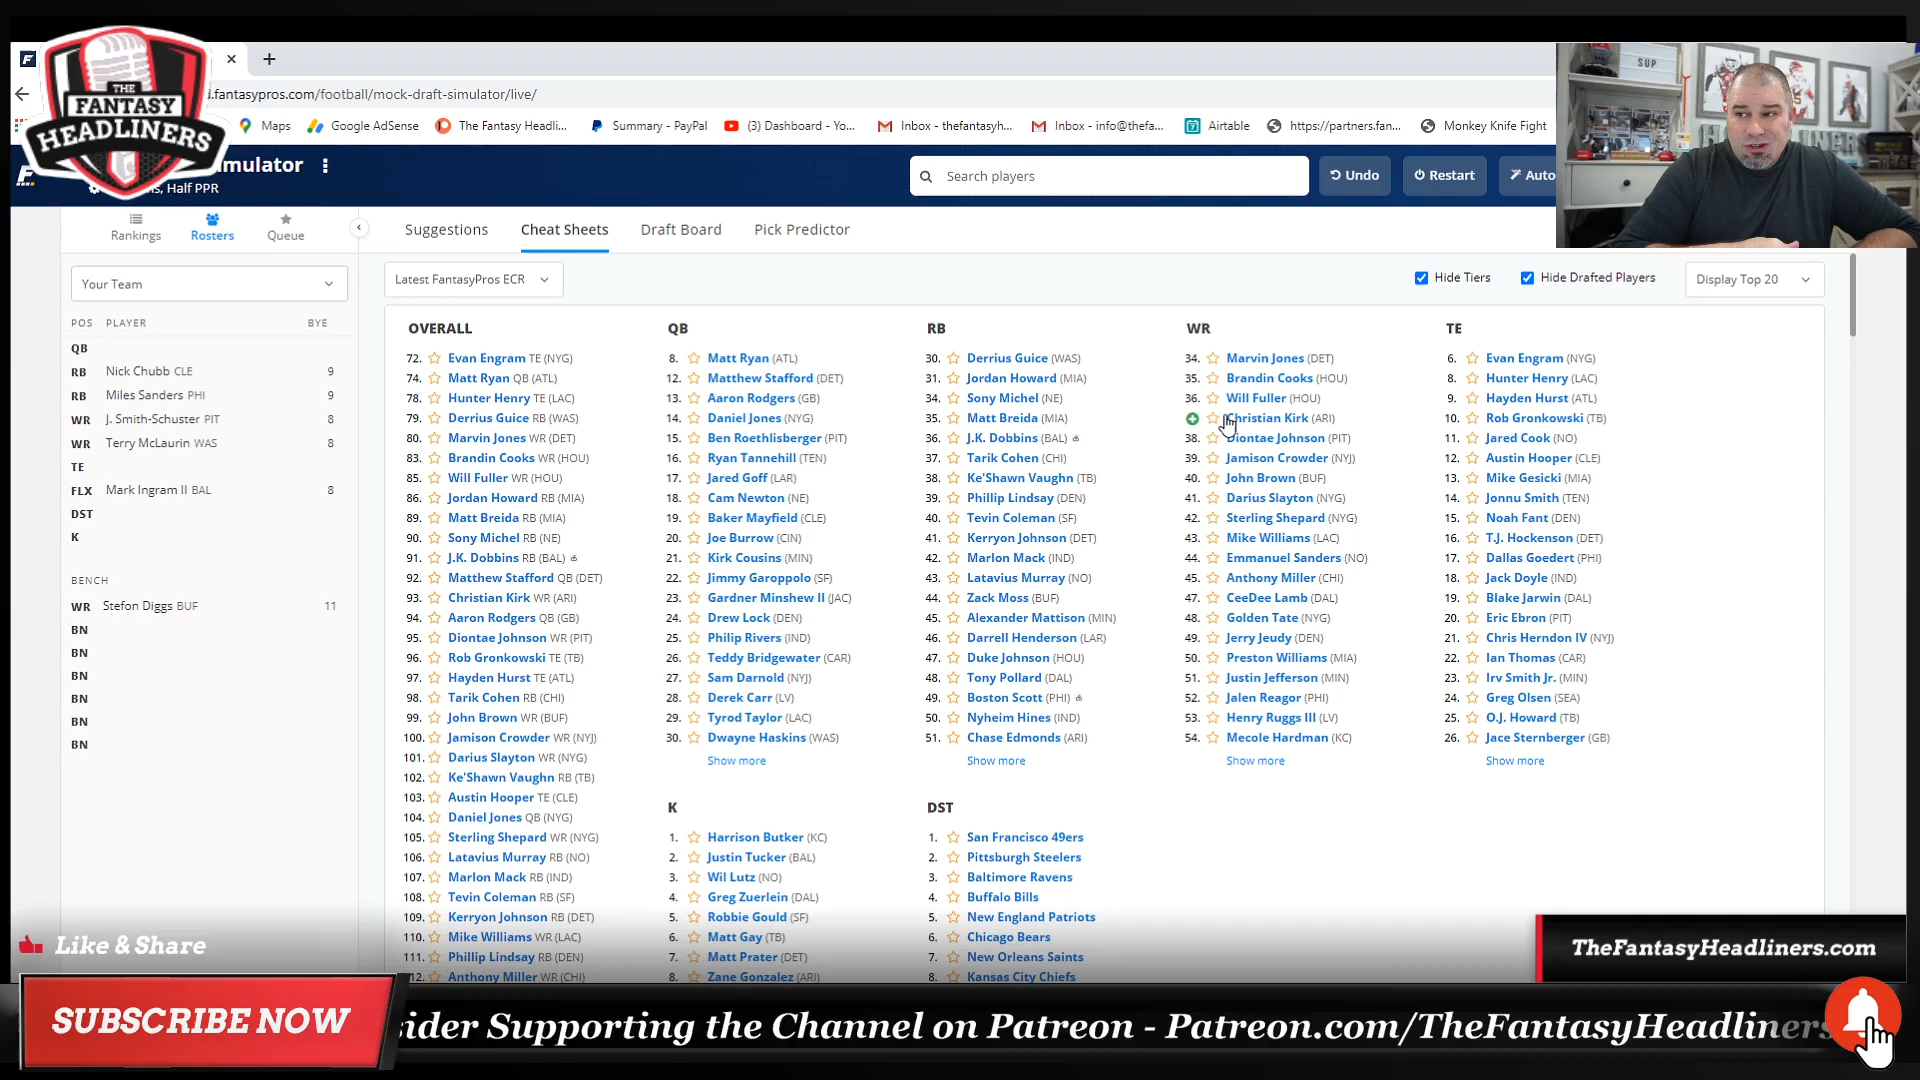 THE
FANTASY
HEADLINERS
.fantasypros.com/football/mock-draft-simulator/live/
Maps
Google AdSense
The Fantasy Headli...
Summary - PayPal
(3) Dashboard - Yo...
Inbox - thefantasyh...
Inbox - info@thefa...
Airtable
https://partners.fan...
Monkey Knife Fight
SUP
mulator
, Half PPR
Search players
Undo
Restart
Auto
Rankings
Rosters
Queue
Suggestions
Cheat Sheets
Draft Board
Pick Predictor
Your Team
POS PLAYER BYE
QB
RB Nick Chubb CLE 9
RB Miles Sanders PHI 9
WR J. Smith-Schuster PIT 8
WR Terry McLaurin WAS 8
TE
FLX Mark Ingram II BAL 8
DST
K
BENCH
WR Stefon Diggs BUF 11
BN
BN
BN
BN
BN
BN
Latest FantasyPros ECR
Hide Tiers
Hide Drafted Players
Display Top 20
OVERALL
72. Evan Engram TE (NYG)
74. Matt Ryan QB (ATL)
78. Hunter Henry TE (LAC)
79. Derrius Guice RB (WAS)
80. Marvin Jones WR (DET)
83. Brandin Cooks WR (HOU)
85. Will Fuller WR (HOU)
86. Jordan Howard RB (MIA)
89. Matt Breida RB (MIA)
90. Sony Michel RB (NE)
91. J.K. Dobbins RB (BAL)
92. Matthew Stafford QB (DET)
93. Christian Kirk WR (ARI)
94. Aaron Rodgers QB (GB)
95. Diontae Johnson WR (PIT)
96. Rob Gronkowski TE (TB)
97. Hayden Hurst TE (ATL)
98. Tarik Cohen RB (CHI)
99. John Brown WR (BUF)
100. Jamison Crowder WR (NYJ)
101. Darius Slayton WR (NYG)
102. Ke'Shawn Vaughn RB (TB)
103. Austin Hooper TE (CLE)
104. Daniel Jones QB (NYG)
105. Sterling Shepard WR (NYG)
106. Latavius Murray RB (NO)
107. Marlon Mack RB (IND)
108. Tevin Coleman RB (SF)
109. Kerryon Johnson RB (DET)
110. Mike Williams WR (LAC)
111. Phillip Lindsay RB (DEN)
12. Anthony Miller WR (CHI)
QB
8. Matt Ryan (ATL)
12. Matthew Stafford (DET)
13. Aaron Rodgers (GB)
14. Daniel Jones (NYG)
15. Ben Roethlisberger (PIT)
16. Ryan Tannehill (TEN)
17. Jared Goff (LAR)
18. Cam Newton (NE)
19. Baker Mayfield (CLE)
20. Joe Burrow (CIN)
21. Kirk Cousins (MIN)
22. Jimmy Garoppolo (SF)
23. Gardner Minshew II (JAC)
24. Drew Lock (DEN)
25. Philip Rivers (IND)
26. Teddy Bridgewater (CAR)
27. Sam Darnold (NYJ)
28. Derek Carr (LV)
29. Tyrod Taylor (LAC)
30. Dwayne Haskins (WAS)
Show more
RB
30. Derrius Guice (WAS)
31. Jordan Howard (MIA)
34. Sony Michel (NE)
35. Matt Breida (MIA)
36. J.K. Dobbins (BAL)
37. Tarik Cohen (CHI)
38. Ke'Shawn Vaughn (TB)
39. Phillip Lindsay (DEN)
40. Tevin Coleman (SF)
41. Kerryon Johnson (DET)
42. Marlon Mack (IND)
43. Latavius Murray (NO)
44. Zack Moss (BUF)
45. Alexander Mattison (MIN)
46. Darrell Henderson (LAR)
47. Duke Johnson (HOU)
48. Tony Pollard (DAL)
49. Boston Scott (PHI)
50. Nyheim Hines (IND)
51. Chase Edmonds (ARI)
Show more
WR
34. Marvin Jones (DET)
35. Brandin Cooks (HOU)
36. Will Fuller (HOU)
Christian Kirk (ARI)
38. Diontae Johnson (PIT)
39. Jamison Crowder (NYJ)
40. John Brown (BUF)
41. Darius Slayton (NYG)
42. Sterling Shepard (NYG)
43. Mike Williams (LAC)
44. Emmanuel Sanders (NO)
45. Anthony Miller (CHI)
47. CeeDee Lamb (DAL)
48. Golden Tate (NYG)
49. Jerry Jeudy (DEN)
50. Preston Williams (MIA)
51. Justin Jefferson (MIN)
52. Jalen Reagor (PHI)
53. Henry Ruggs III (LV)
54. Mecole Hardman (KC)
Show more
TE
6. Evan Engram (NYG)
8. Hunter Henry (LAC)
9. Hayden Hurst (ATL)
10. Rob Gronkowski (TB)
11. Jared Cook (NO)
12. Austin Hooper (CLE)
13. Mike Gesicki (MIA)
14. Jonnu Smith (TEN)
15. Noah Fant (DEN)
16. T.J. Hockenson (DET)
17. Dallas Goedert (PHI)
18. Jack Doyle (IND)
19. Blake Jarwin (DAL)
20. Eric Ebron (PIT)
21. Chris Herndon IV (NYJ)
22. Ian Thomas (CAR)
23. Irv Smith Jr. (MIN)
24. Greg Olsen (SEA)
25. O.J. Howard (TB)
26. Jace Sternberger (GB)
Show more
K
1. Harrison Butker (KC)
2. Justin Tucker (BAL)
3. Wil Lutz (NO)
4. Greg Zuerlein (DAL)
5. Robbie Gould (SF)
6. Matt Gay (TB)
7. Matt Prater (DET)
8. Zane Gonzalez (ARI)
DST
1. San Francisco 49ers
2. Pittsburgh Steelers
3. Baltimore Ravens
4. Buffalo Bills
5. New England Patriots
6. Chicago Bears
7. New Orleans Saints
8. Kansas City Chiefs
Like & Share
TheFantasyHeadliners.com
SUBSCRIBE NOW
sider Supporting the Channel on Patreon - Patreon.com/TheFantasyHeadliners